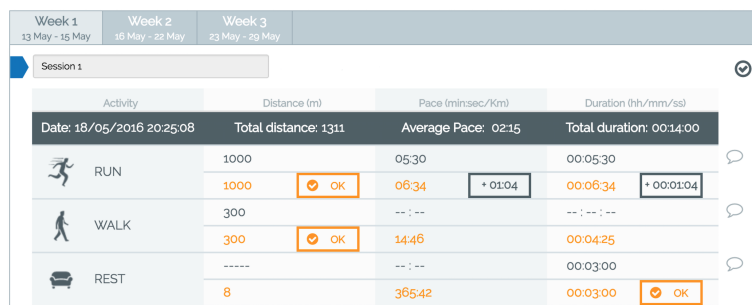 Week 1 Week 2 Week 3
13 May - 15 May 16 May - 22 May 23 May - 29 May
Session 1
Activity Distance (m) Pace (min:sec/Km) Duration (hh/mm/ss)
Date: 18/05/2016 20:25:08 Total distance: 1311 Average Pace: 02:15 Total duration: 00:14:00
1000 05:30 00:05:30
RUN
1000 OK 06:34 + 01:04 00:06:34 + 00:01:04
300 -- : -- -- : -- : --
WALK
300 OK 14:46 00:04:25
----- -- : -- 00:03:00
REST
8 365:42 00:03:00 OK